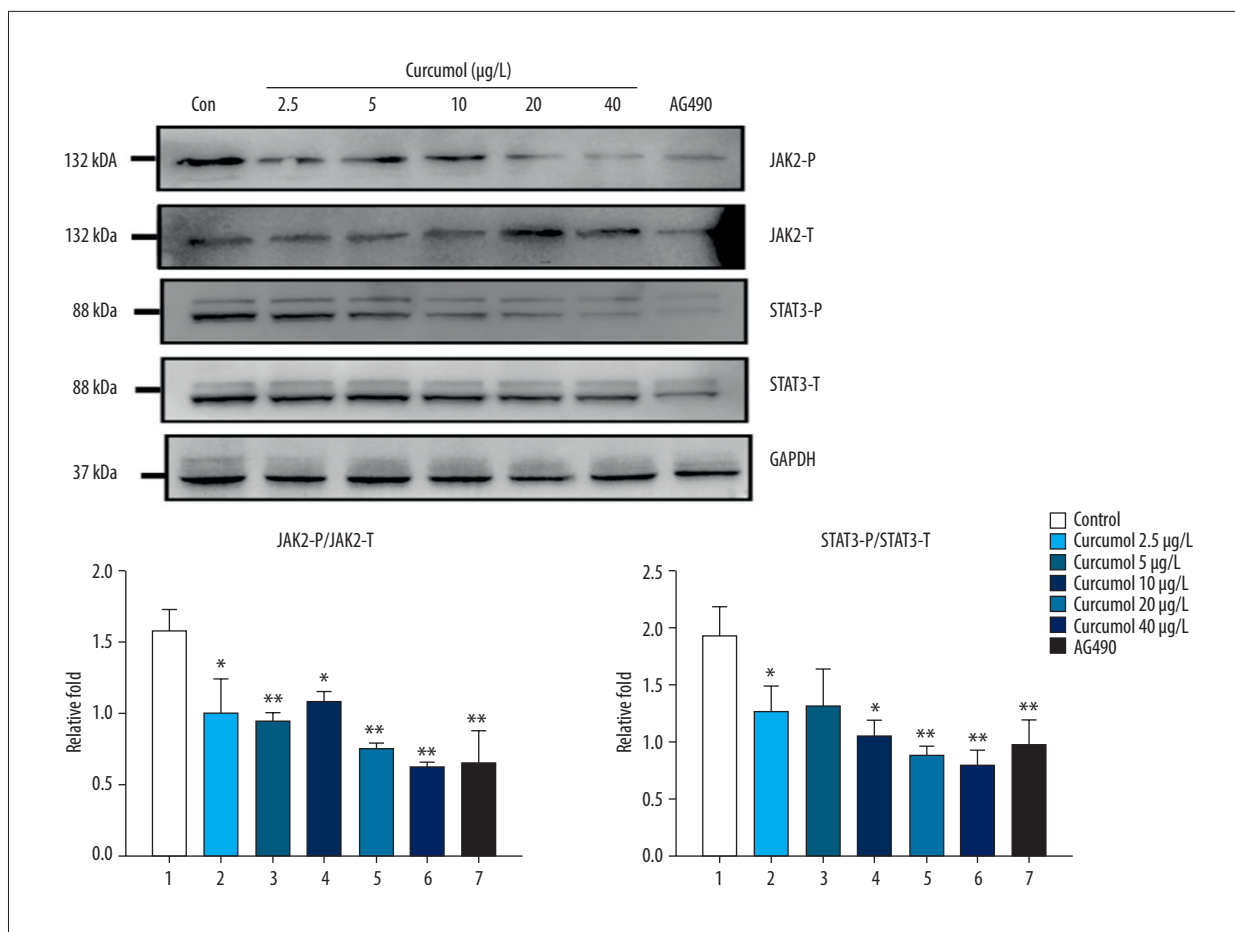 Curcumol (µg/L)
Con 2.5 5 10 20 40 AG490
132 kDA JAK2-P
132 kDa JAK2-T
88 kDa STAT3-P
88 kDa STAT3-T
37 kDa GAPDH
JAK2-P/JAK2-T
Relative fold
2.0
1.5
1.0
0.5
0.0
* ** * ** ** **
1 2 3 4 5 6 7
STAT3-P/STAT3-T
Relative fold
2.5
2.0
1.5
1.0
0.5
0.0
* * ** ** **
1 2 3 4 5 6 7
Control
Curcumol 2.5 µg/L
Curcumol 5 µg/L
Curcumol 10 µg/L
Curcumol 20 µg/L
Curcumol 40 µg/L
AG490